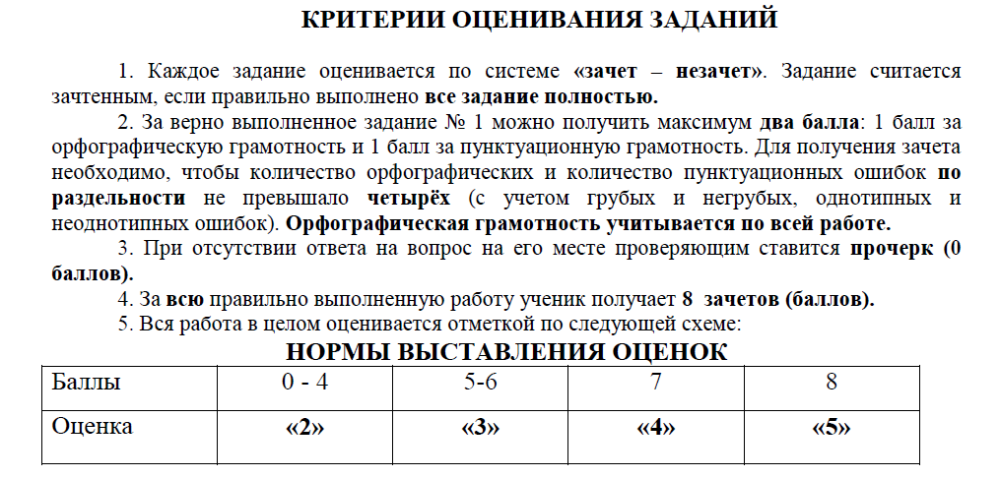 КРИТЕРИИ ОЦЕНИВАНИЯ ЗАДАНИЙ
1. Каждое задание оценивается по системе «зачет – незачет». Задание считается
зачтенным, если правильно выполнено все задание полностью.
2. За верно выполненное задание № 1 можно получить максимум два балла: 1 балл за
орфографическую грамотность и 1 балл за пунктуационную грамотность. Для получения зачета
необходимо, чтобы количество орфографических и количество пунктуационных ошибок по
раздельности не превышало четырёх (с учетом грубых и негрубых, однотипных и
неоднотипных ошибок). Орфографическая грамотность учитывается по всей работе.
3. При отсутствии ответа на вопрос на его месте проверяющим ставится прочерк (0
баллов).
4. За всю правильно выполненную работу ученик получает 8 зачетов (баллов).
5. Вся работа в целом оценивается отметкой по следующей схеме:
НОРМЫ ВЫСТАВЛЕНИЯ ОЦЕНОК
Баллы 0 - 4 5-6 7 8
Оценка «2» «3» «4» «5»